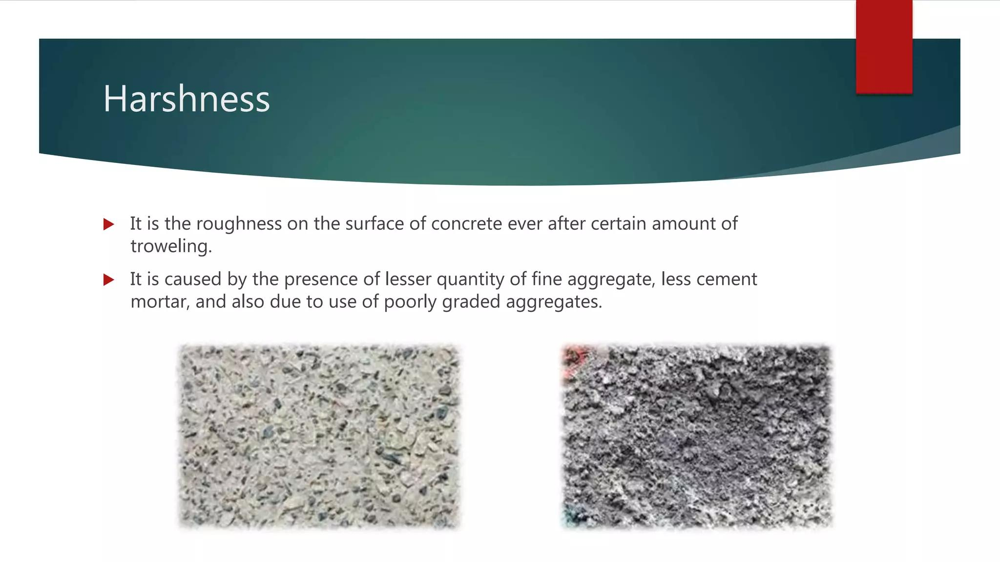 Harshness
It is the roughness on the surface of concrete ever after certain amount of
troweling.
It is caused by the presence of lesser quantity of fine aggregate, less cement
mortar, and also due to use of poorly graded aggregates.